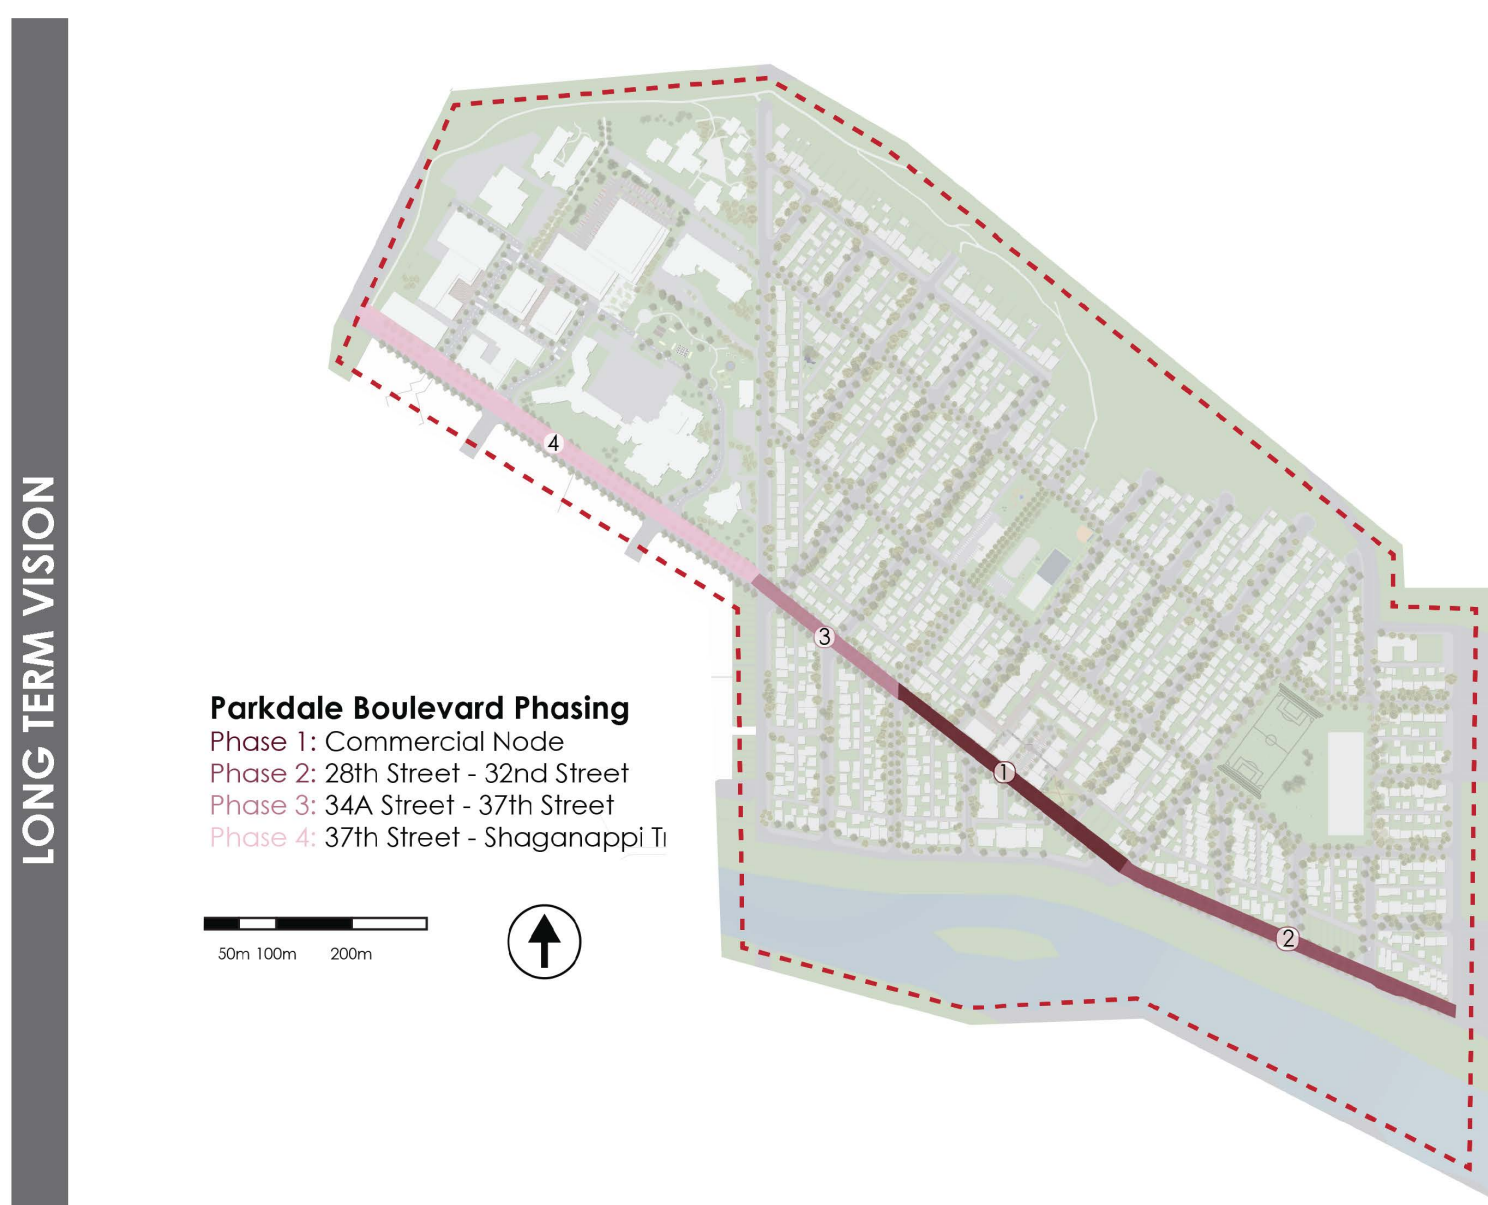 LONG TERM VISION
4
3
1
2
Parkdale Boulevard Phasing
Phase 1: Commercial Node
Phase 2: 28th Street - 32nd Street
Phase 3: 34A Street - 37th Street
Phase 4: 37th Street - Shaganappi
50m 100m 200m